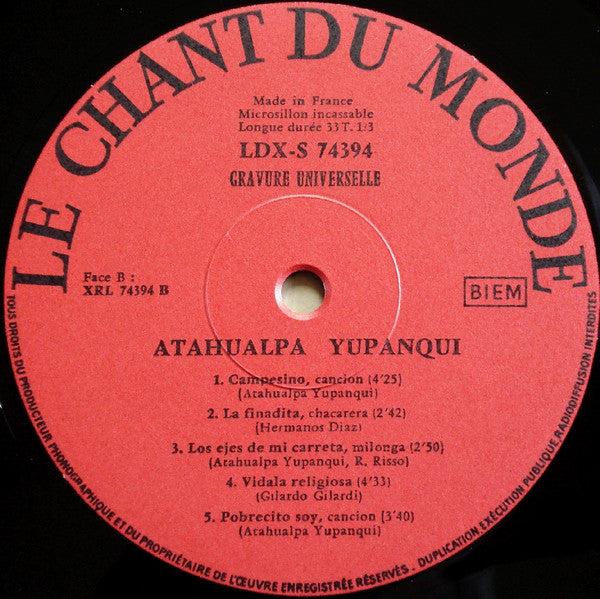 LE CHANT DU MONDE
Made in France
Microsillon incassable
Longue durée 33 T. 1/3
LDX-S 74394
GRAVURE UNIVERSELLE
Face B :
XRL 74394 B
BIEM
ATAHUALPA YUPANQUI
1. Campesino, cancion (4'25)
(Atahualpa Yupanqui)
2. La finadita, chacarera (2'42)
(Hermanos Diaz)
3. Los ejes de mi carreta, milonga (2'50)
(Atahualpa Yupanqui, R. Risso)
4. Vidala religiosa (4'33)
(Gilardo Gilardi)
5. Pobrecito soy, cancion (3'40)
(Atahualpa Yupanqui)
TOUS DROITS DU PRODUCTEUR PHONOGRAPHIQUE ET DU PROPRIÉTAIRE DE L'ŒUVRE ENREGISTRÉE RÉSERVÉS. DUPLICATION EXÉCUTION PUBLIQUE RADIODIFFUSION INTERDITES